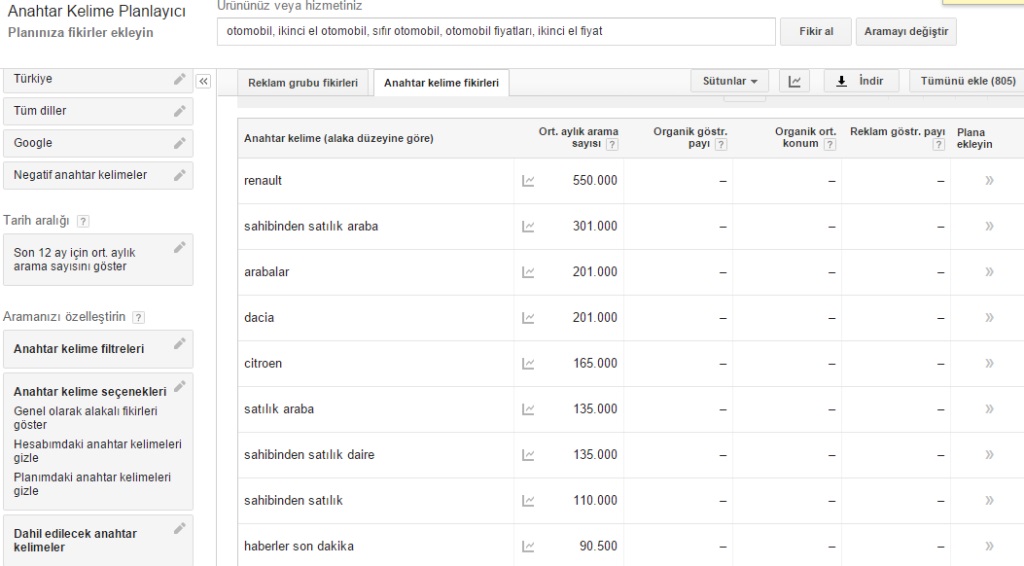 Anahtar Kelime Planlayıcı
Planınıza fikirler ekleyin
Ürününüz veya hizmetiniz
otomobil, ikinci el otomobil, sıfır otomobil, otomobil fiyatları, ikinci el fiyat
Fikir al
Aramayı değiştir
Türkiye
Tüm diller
Google
Negatif anahtar kelimeler
Tarih aralığı ?
Son 12 ay için ort. aylık
arama sayısını göster
Aramanızı özelleştirin ?
Anahtar kelime filtreleri
Anahtar kelime seçenekleri
Genel olarak alakalı fikirleri
göster
Hesabımdaki anahtar kelimeleri
gizle
Planımdaki anahtar kelimeleri
gizle
Dahil edilecek anahtar
kelimeler
«
Reklam grubu fikirleri
Anahtar kelime fikirleri
Sütunlar
İndir
Tümünü ekle (805)
Anahtar kelime (alaka düzeyine göre)
Ort. aylık arama
sayısı ?
Organik göstr.
payı ?
Organik ort.
konum ?
Reklam göstr. payı
?
Plana
ekleyin
renault 550.000 – – – »
sahibinden satılık araba 301.000 – – – »
arabalar 201.000 – – – »
dacia 201.000 – – – »
citroen 165.000 – – – »
satılık araba 135.000 – – – »
sahibinden satılık daire 135.000 – – – »
sahibinden satılık 110.000 – – – »
haberler son dakika 90.500 – – – »